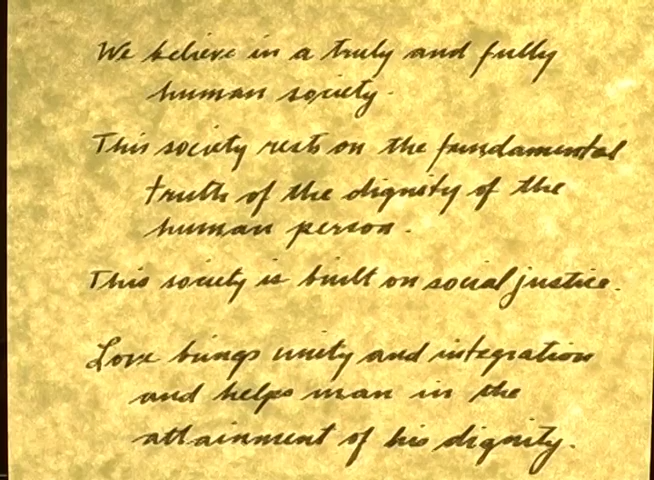 We believe in a truly and fully
human society.
This society rests on the fundamental
truth of the dignity of the
human person.
This society is built on social justice.
Love brings unity and integration
and helps man in the
attainment of his dignity.